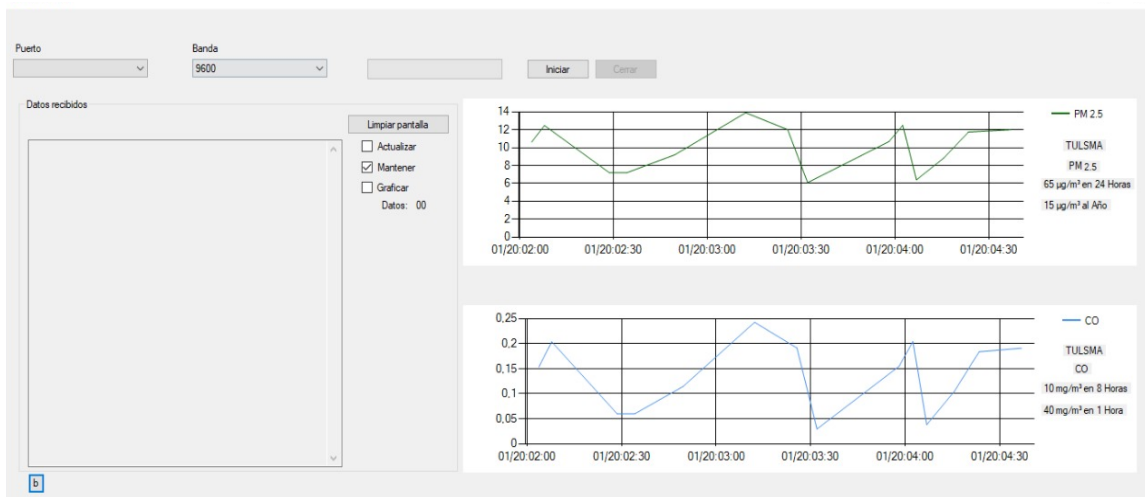 Puerto
Banda
9600
Iniciar
Cerrar
Datos recibidos
Limpiar pantalla
Actualizar
Mantener
Graficar
Datos: 00
b
14
12
10
8
6
4
2
0
01/20:02:00 01/20:02:30 01/20:03:00 01/20:03:30 01/20:04:00 01/20:04:30
PM 2.5
TULSMA
PM 2.5
65 µg/m³ en 24 Horas
15 µg/m³ al Año
0,25
0,2
0,15
0,1
0,05
0
01/20:02:00 01/20:02:30 01/20:03:00 01/20:03:30 01/20:04:00 01/20:04:30
CO
TULSMA
CO
10 mg/m³ en 8 Horas
40 mg/m³ en 1 Hora